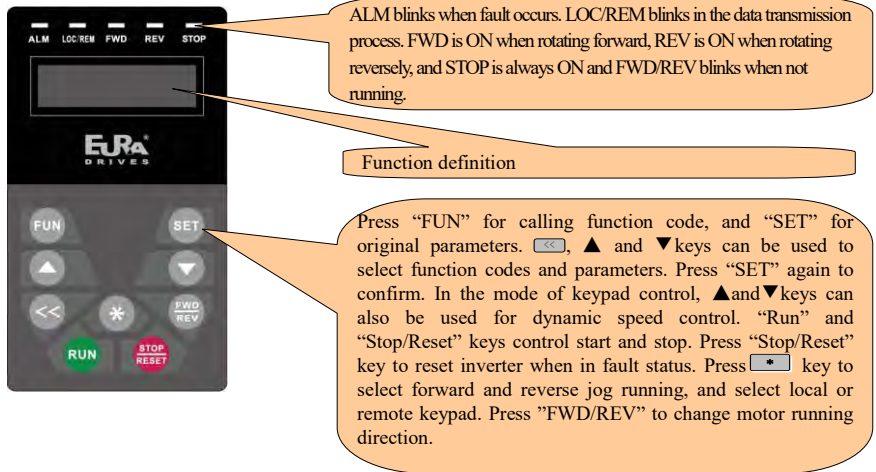 ALM LOC/REM FWD REV STOP
EURA®
DRIVES
FUN
SET
▲
▼
<<
*
FWD
REV
RUN
STOP
RESET
ALM blinks when fault occurs. LOC/REM blinks in the data transmission
process. FWD is ON when rotating forward, REV is ON when rotating
reversely, and STOP is always ON and FWD/REV blinks when not
running.
Function definition
Press “FUN” for calling function code, and “SET” for
original parameters. <<, ▲ and ▼keys can be used to
select function codes and parameters. Press “SET” again to
confirm. In the mode of keypad control, ▲and▼keys can
also be used for dynamic speed control. “Run” and
“Stop/Reset” keys control start and stop. Press “Stop/Reset”
key to reset inverter when in fault status. Press * key to
select forward and reverse jog running, and select local or
remote keypad. Press ”FWD/REV” to change motor running
direction.